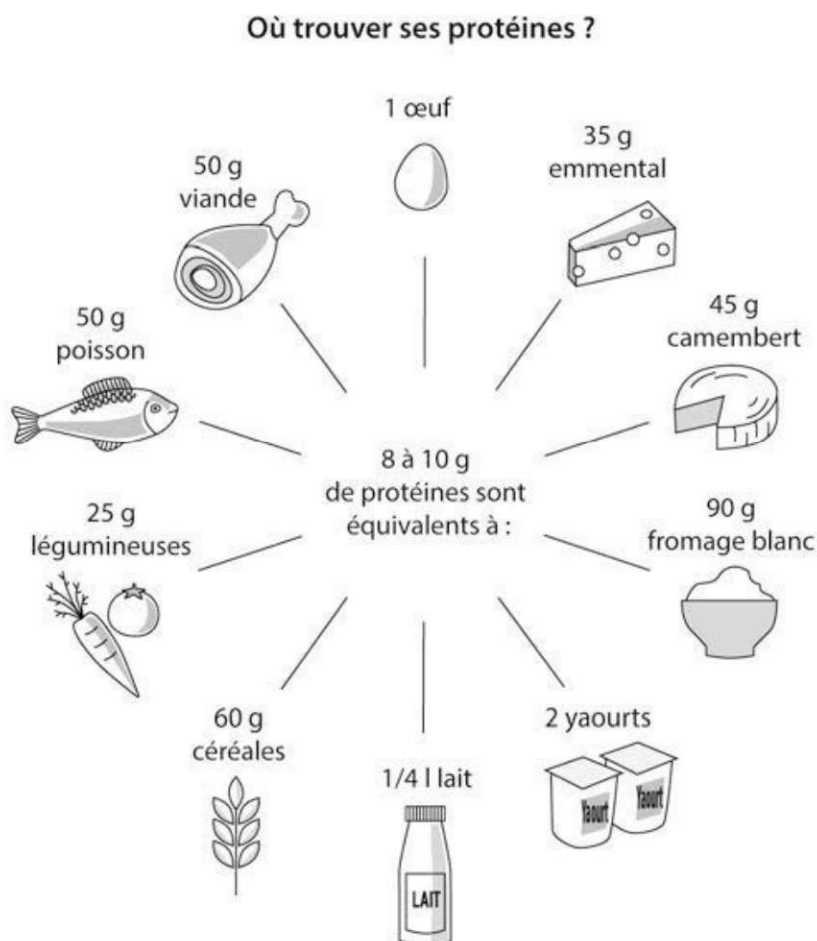 Où trouver ses protéines ?
1 œuf
35 g
emmental
50 g
viande
45 g
camembert
50 g
poisson
8 à 10 g
de protéines sont
équivalents à :
90 g
fromage blanc
25 g
légumineuses
2 yaourts
Yaourt
Yaourt
60 g
céréales
1/4 l lait
LAIT